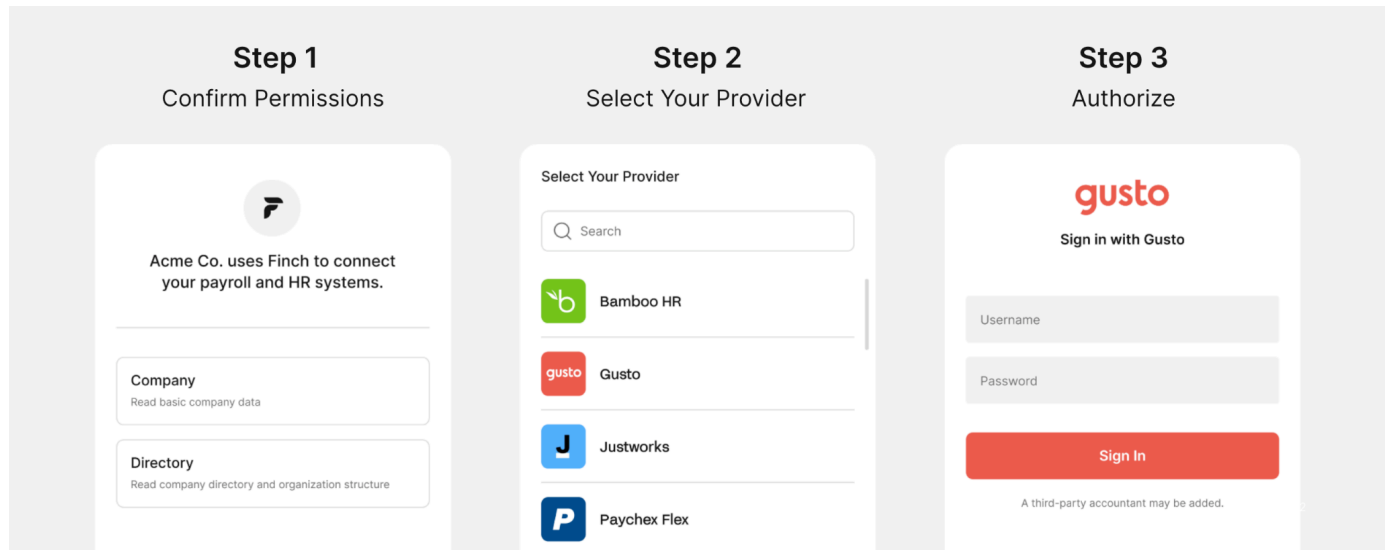 Step 1
Confirm Permissions
Acme Co. uses Finch to connect
your payroll and HR systems.
Company
Read basic company data
Directory
Read company directory and organization structure
Step 2
Select Your Provider
Select Your Provider
Search
Bamboo HR
gusto
Gusto
Justworks
Paychex Flex
Step 3
Authorize
gusto
Sign in with Gusto
Username
Password
Sign In
A third-party accountant may be added.